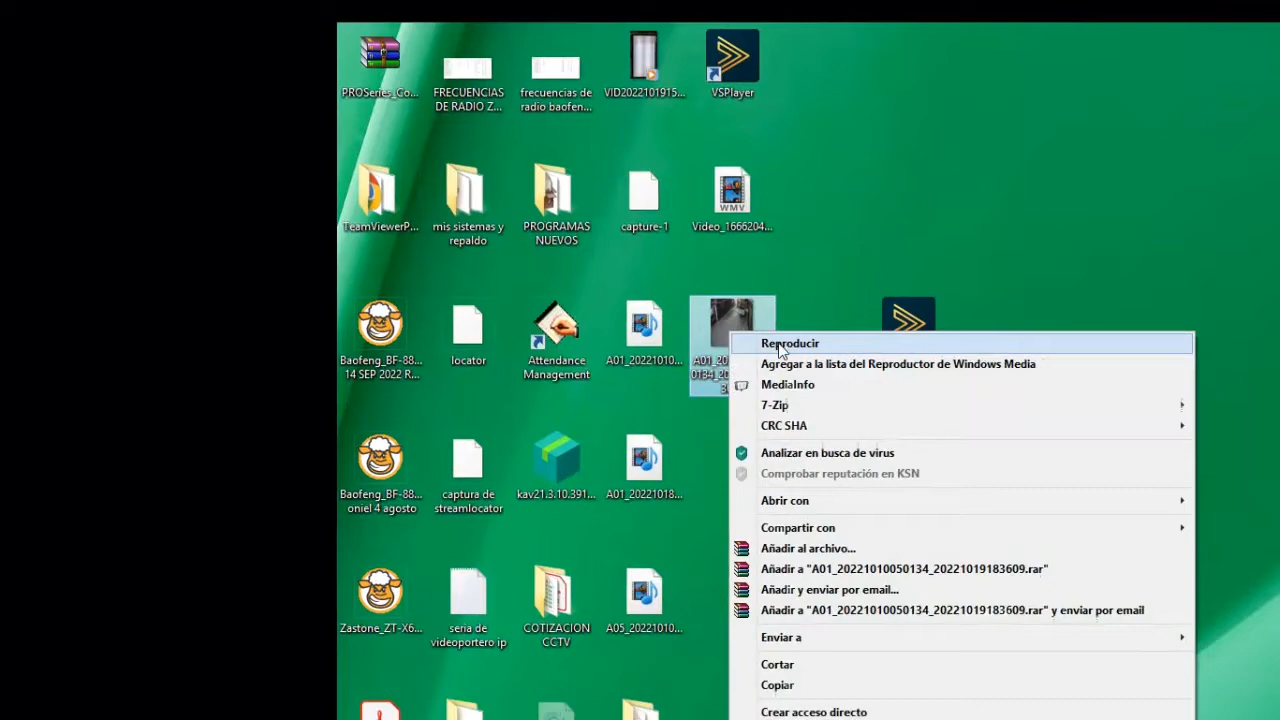 PROSeries_Co...
FRECUENCIAS
DE RADIO Z...
frecuencias de
radio baofen...
VID2022101915...
VSPlayer
TeamViewerP...
mis sistemas y
repaldo
PROGRAMAS
NUEVOS
capture-1
WMV
Video_1666204...
Baofeng_BF-88...
14 SEP 2022 R...
locator
Attendance
Management
A01_20221010...
A01_20
0134_20
Reproducir
Agregar a la lista del Reproductor de Windows Media
MediaInfo
7-Zip
CRC SHA
Analizar en busca de virus
Comprobar reputación en KSN
Abrir con
Compartir con
Añadir al archivo...
Añadir a "A01_20221010050134_20221019183609.rar"
Añadir y enviar por email...
Añadir a "A01_20221010050134_20221019183609.rar" y enviar por email
Enviar a
Cortar
Copiar
Crear acceso directo
Baofeng_BF-88...
oniel 4 agosto
captura de
streamlocator
kav21.3.10.391...
A01_20221018...
Zastone_ZT-X6...
seria de
videoportero ip
COTIZACION
CCTV
A05_20221010...